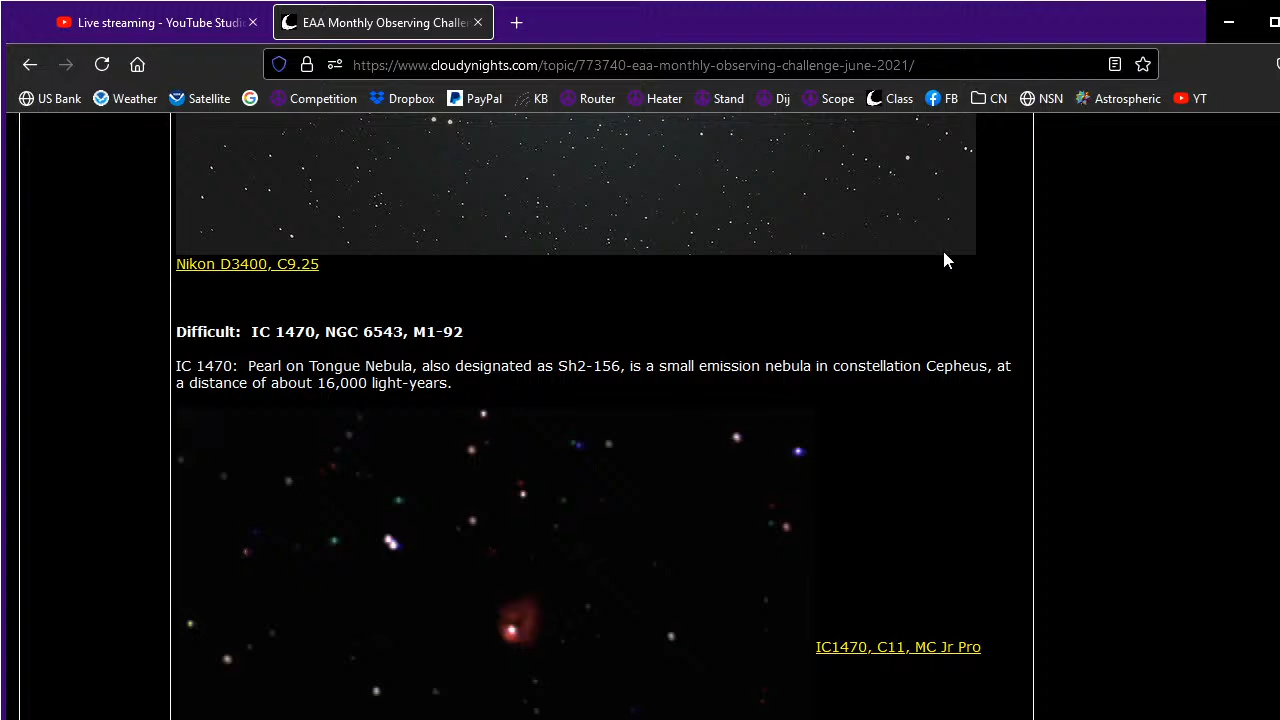 Live streaming - YouTube Studio
EAA Monthly Observing Challe
https://www.cloudynights.com/topic/773740-eaa-monthly-observing-challenge-june-2021/
US Bank Weather Satellite Competition Dropbox PayPal KB Router Heater Stand Dij Scope Class FB CN NSN Astrospheric YT
Nikon D3400, C9.25
Difficult: IC 1470, NGC 6543, M1-92
IC 1470: Pearl on Tongue Nebula, also designated as Sh2-156, is a small emission nebula in constellation Cepheus, at
a distance of about 16,000 light-years.
IC1470, C11, MC Jr Pro